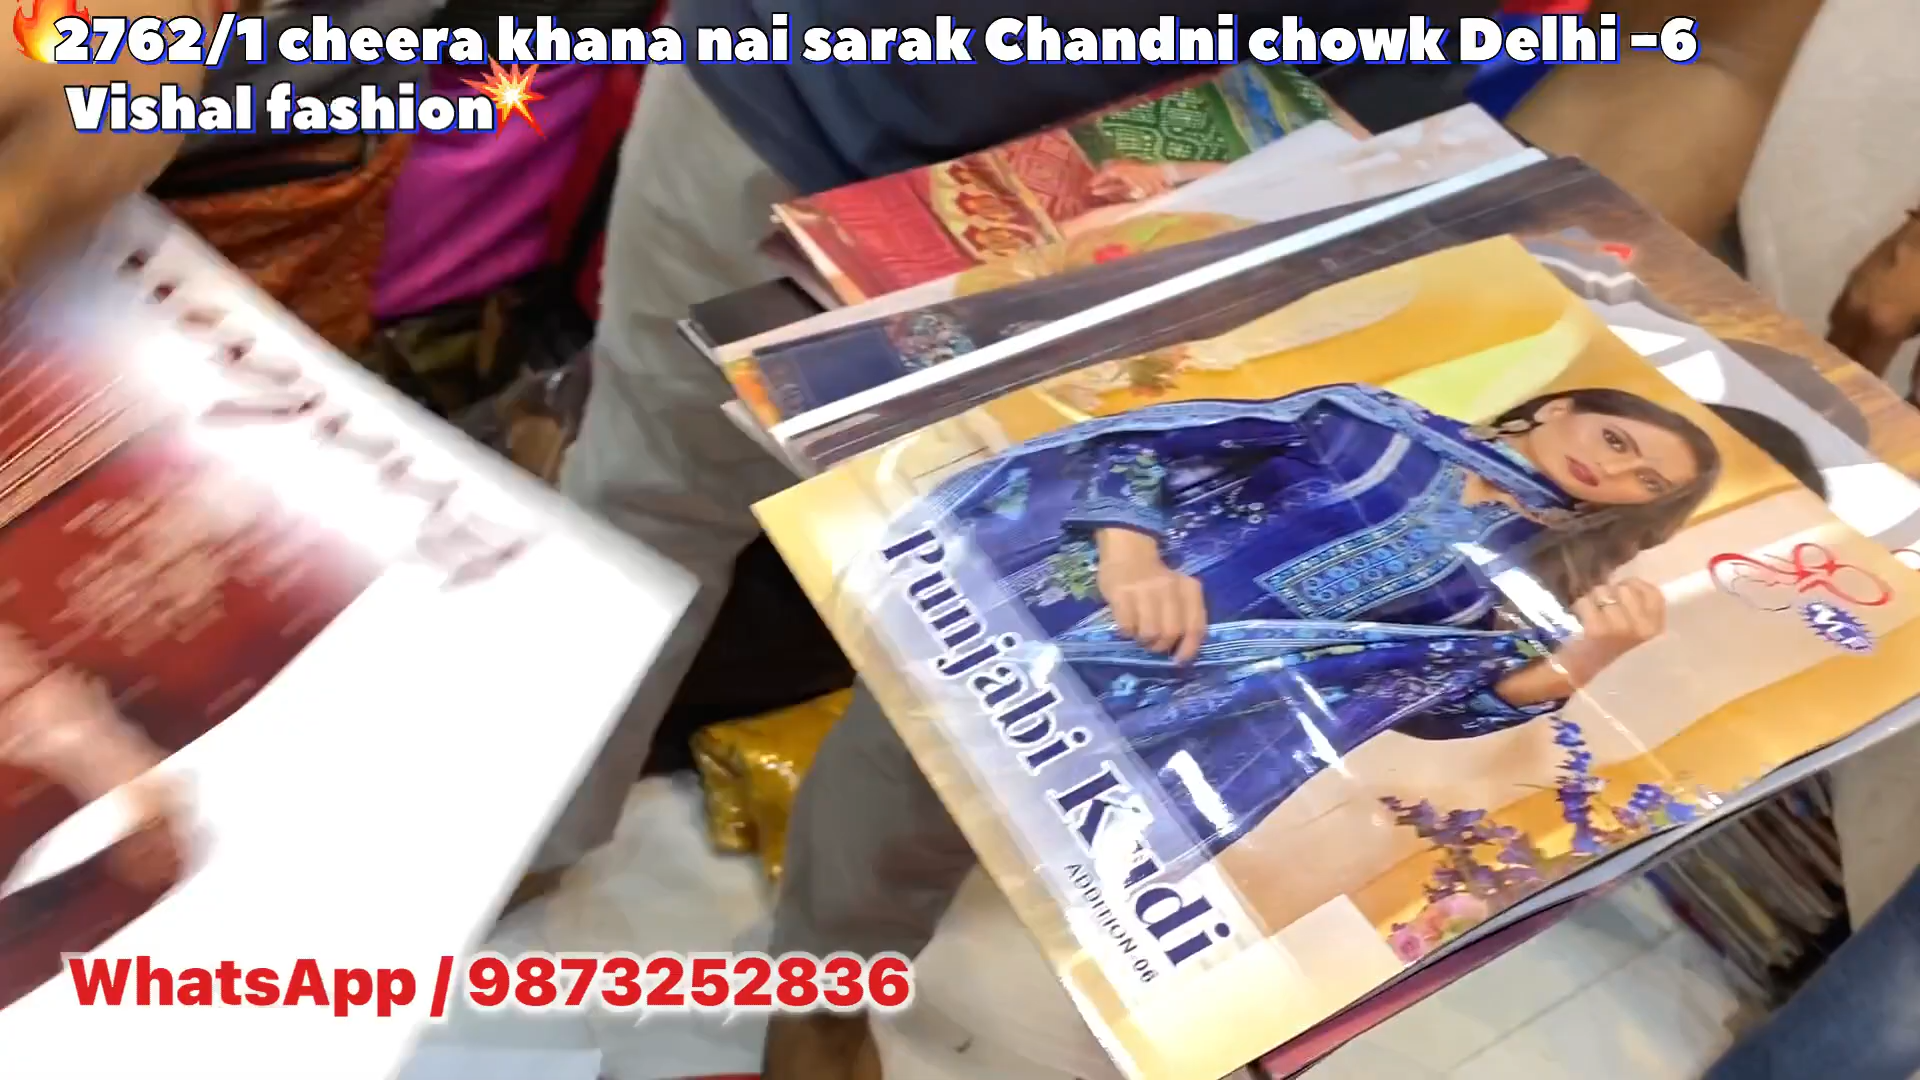 2762/1 cheera khana nai sarak Chandni chowk Delhi -6
Vishal fashion
Punjabi Kudi
ADDITION-06
WhatsApp / 9873252836